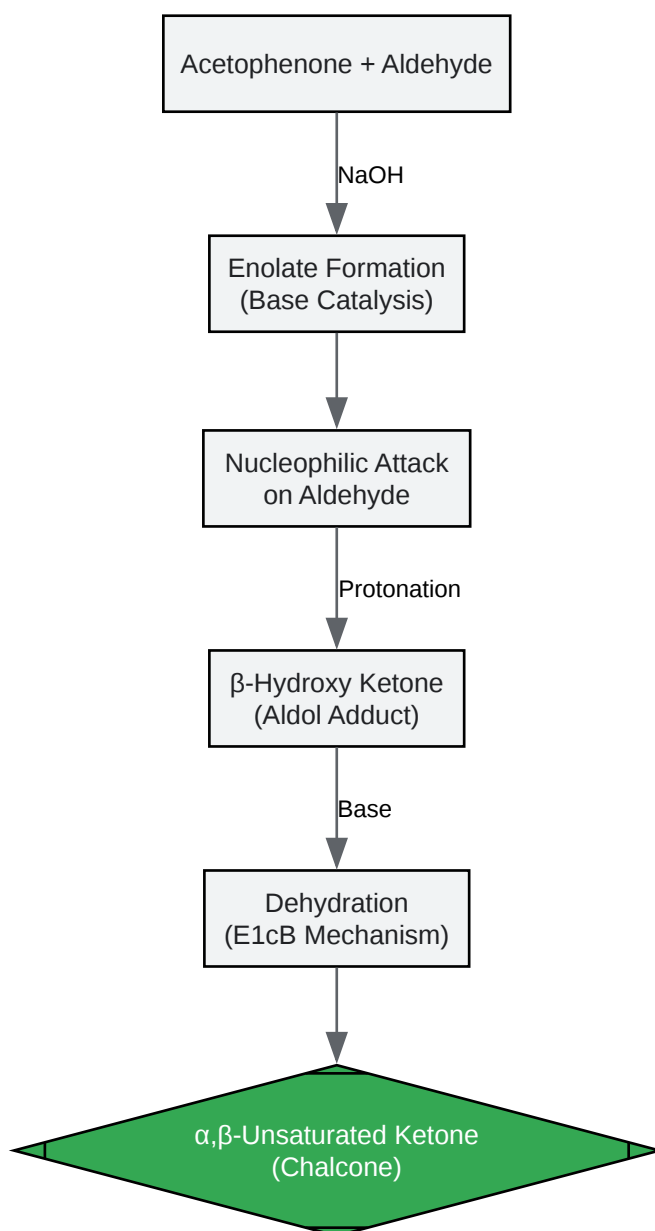 Acetophenone + Aldehyde
NaOH
Enolate Formation
(Base Catalysis)
Nucleophilic Attack
on Aldehyde
Protonation
β-Hydroxy Ketone
(Aldol Adduct)
Base
Dehydration
(E1cB Mechanism)
α,β-Unsaturated Ketone
(Chalcone)